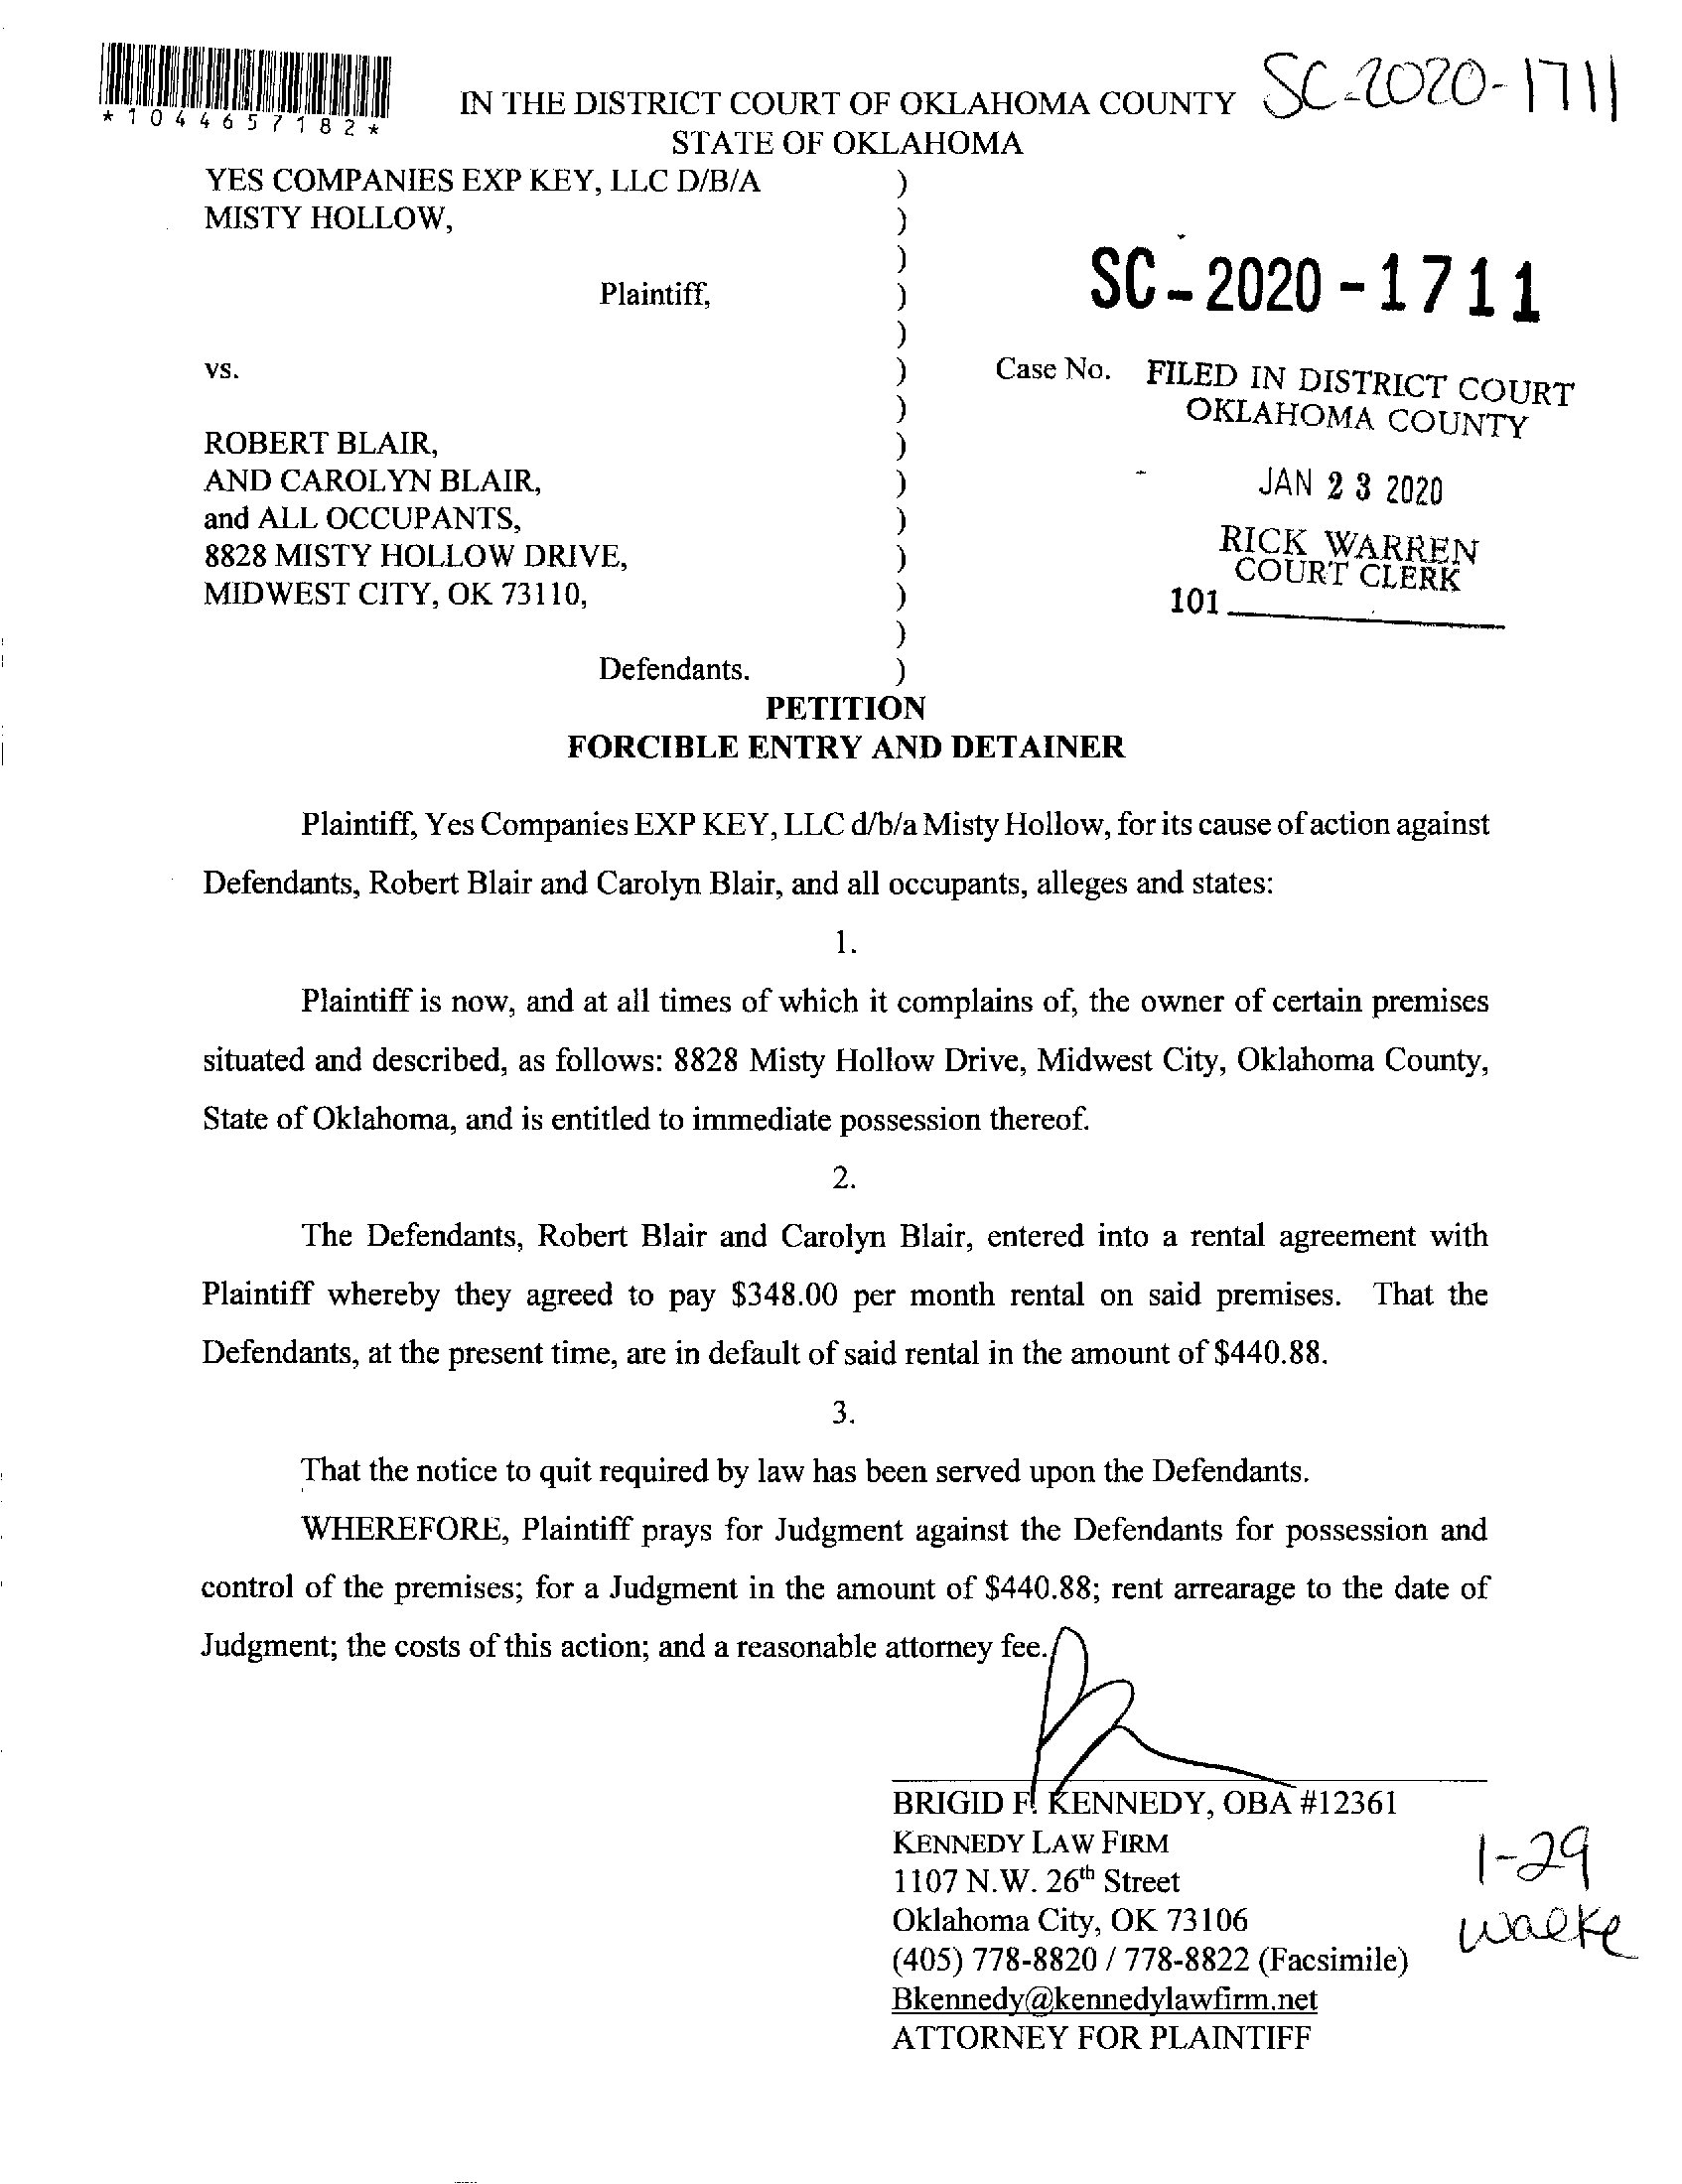 SC-2020-1711
*1044657182*
IN THE DISTRICT COURT OF OKLAHOMA COUNTY
STATE OF OKLAHOMA
YES COMPANIES EXP KEY, LLC D/B/A )
MISTY HOLLOW, )
)
Plaintiff, )
SC-2020-1711
)
vs. )
Case No. FILED IN DISTRICT COURT
OKLAHOMA COUNTY
)
ROBERT BLAIR, )
AND CAROLYN BLAIR, )
JAN 23 2020
and ALL OCCUPANTS, )
8828 MISTY HOLLOW DRIVE, )
RICK WARREN
COURT CLERK
MIDWEST CITY, OK 73110, )
101
)
Defendants. )
PETITION
FORCIBLE ENTRY AND DETAINER
Plaintiff, Yes Companies EXP KEY, LLC d/b/a Misty Hollow, for its cause of action against
Defendants, Robert Blair and Carolyn Blair, and all occupants, alleges and states:
1.
Plaintiff is now, and at all times of which it complains of, the owner of certain premises
situated and described, as follows: 8828 Misty Hollow Drive, Midwest City, Oklahoma County,
State of Oklahoma, and is entitled to immediate possession thereof.
2.
The Defendants, Robert Blair and Carolyn Blair, entered into a rental agreement with
Plaintiff whereby they agreed to pay $348.00 per month rental on said premises. That the
Defendants, at the present time, are in default of said rental in the amount of $440.88.
3.
That the notice to quit required by law has been served upon the Defendants.
WHEREFORE, Plaintiff prays for Judgment against the Defendants for possession and
control of the premises; for a Judgment in the amount of $440.88; rent arrearage to the date of
Judgment; the costs of this action; and a reasonable attorney fee.
BRIGID F. KENNEDY, OBA #12361
KENNEDY LAW FIRM
1107 N.W. 26th Street
Oklahoma City, OK 73106
(405) 778-8820 / 778-8822 (Facsimile)
Bkennedy@kennedylawfirm.net
ATTORNEY FOR PLAINTIFF
1-29
walke